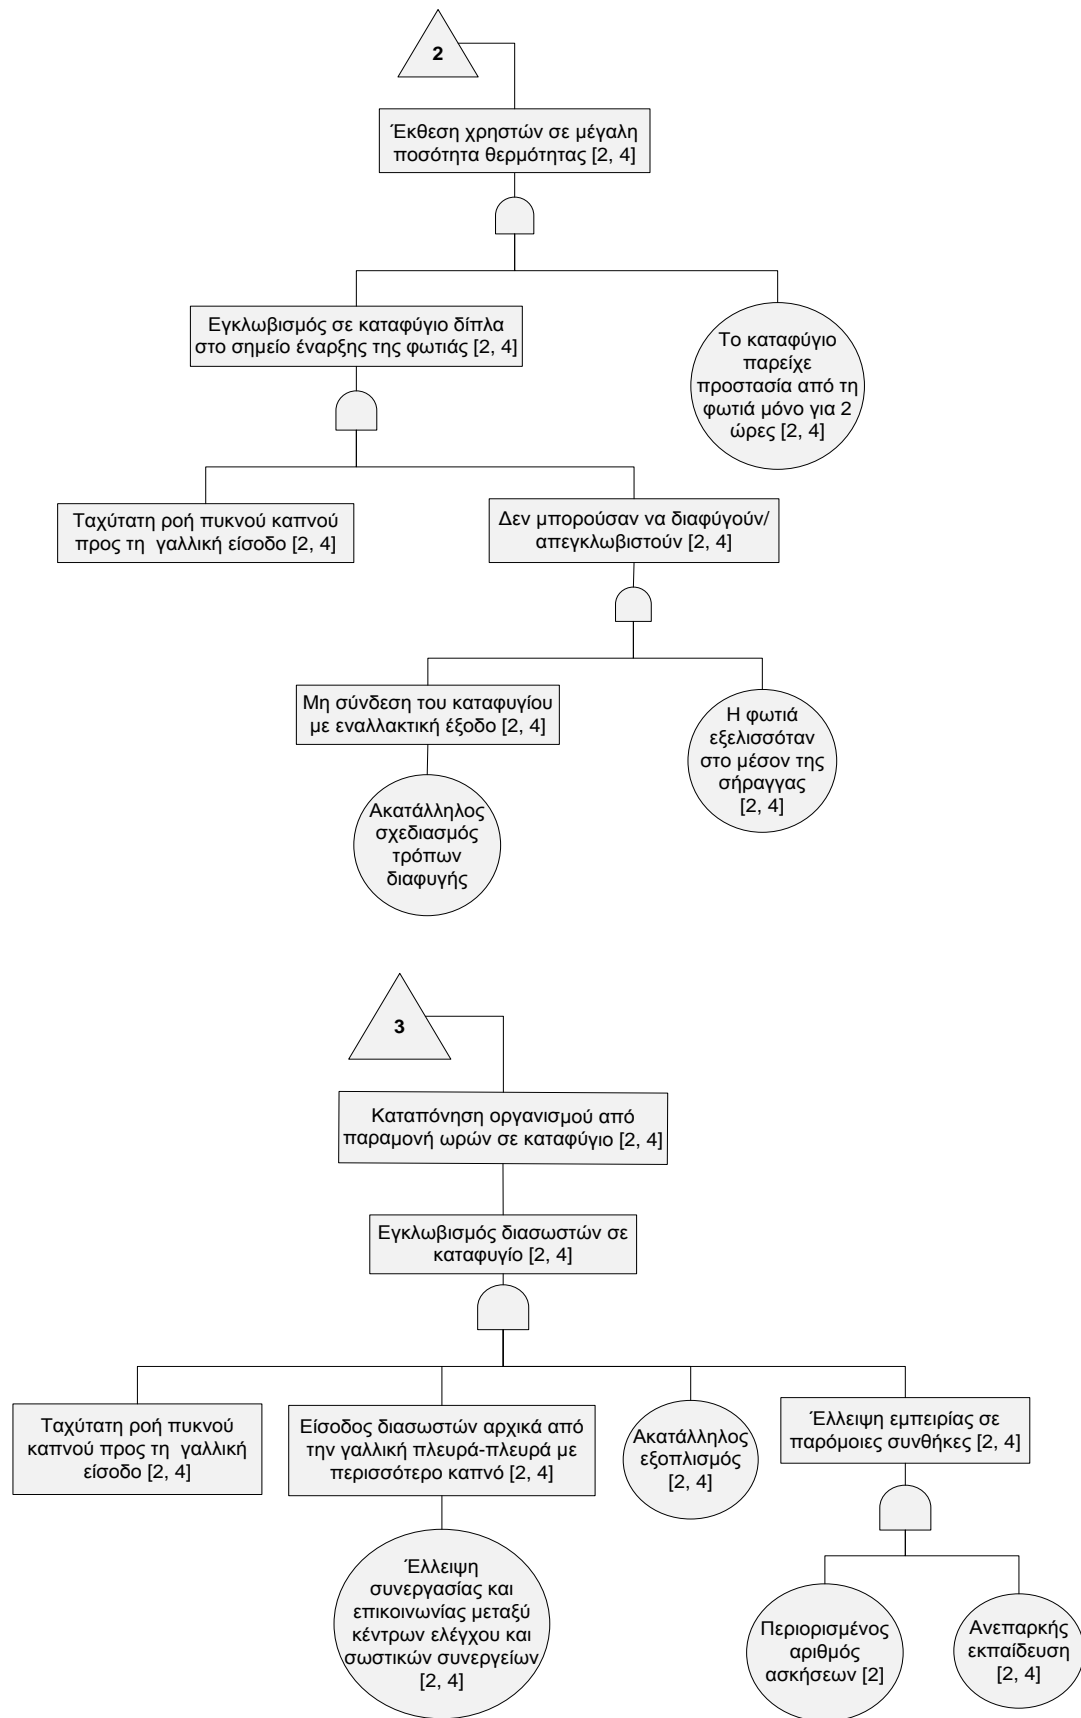 2
Έκθεση χρηστών σε μέγαλη
ποσότητα θερμότητας [2, 4]
Εγκλωβισμός σε καταφύγιο δίπλα
στο σημείο έναρξης της φωτιάς [2, 4]
Το καταφύγιο
παρείχε
προστασία από τη
φωτιά μόνο για 2
ώρες [2, 4]
Ταχύτατη ροή πυκνού καπνού
προς τη γαλλική είσοδο [2, 4]
Δεν μπορούσαν να διαφύγούν/
απεγκλωβιστούν [2, 4]
Μη σύνδεση του καταφυγίου
με εναλλακτική έξοδο [2, 4]
Η φωτιά
εξελισσόταν
στο μέσον της
σήραγγας
[2, 4]
Ακατάλληλος
σχεδιασμός
τρόπων
διαφυγής
3
Καταπόνηση οργανισμού από
παραμονή ωρών σε καταφύγιο [2, 4]
Εγκλωβισμός διασωστών σε
καταφυγίο [2, 4]
Ταχύτατη ροή πυκνού
καπνού προς τη γαλλική
είσοδο [2, 4]
Είσοδος διασωστών αρχικά από
την γαλλική πλευρά-πλευρά με
περισσότερο καπνό [2, 4]
Ακατάλληλος
εξοπλισμός
[2, 4]
Έλλειψη εμπειρίας σε
παρόμοιες συνθήκες [2, 4]
Έλλειψη
συνεργασίας και
επικοινωνίας μεταξύ
κέντρων ελέγχου και
σωστικών συνεργείων
[2, 4]
Περιορισμένος
αριθμός
ασκήσεων [2]
Ανεπαρκής
εκπαίδευση
[2, 4]